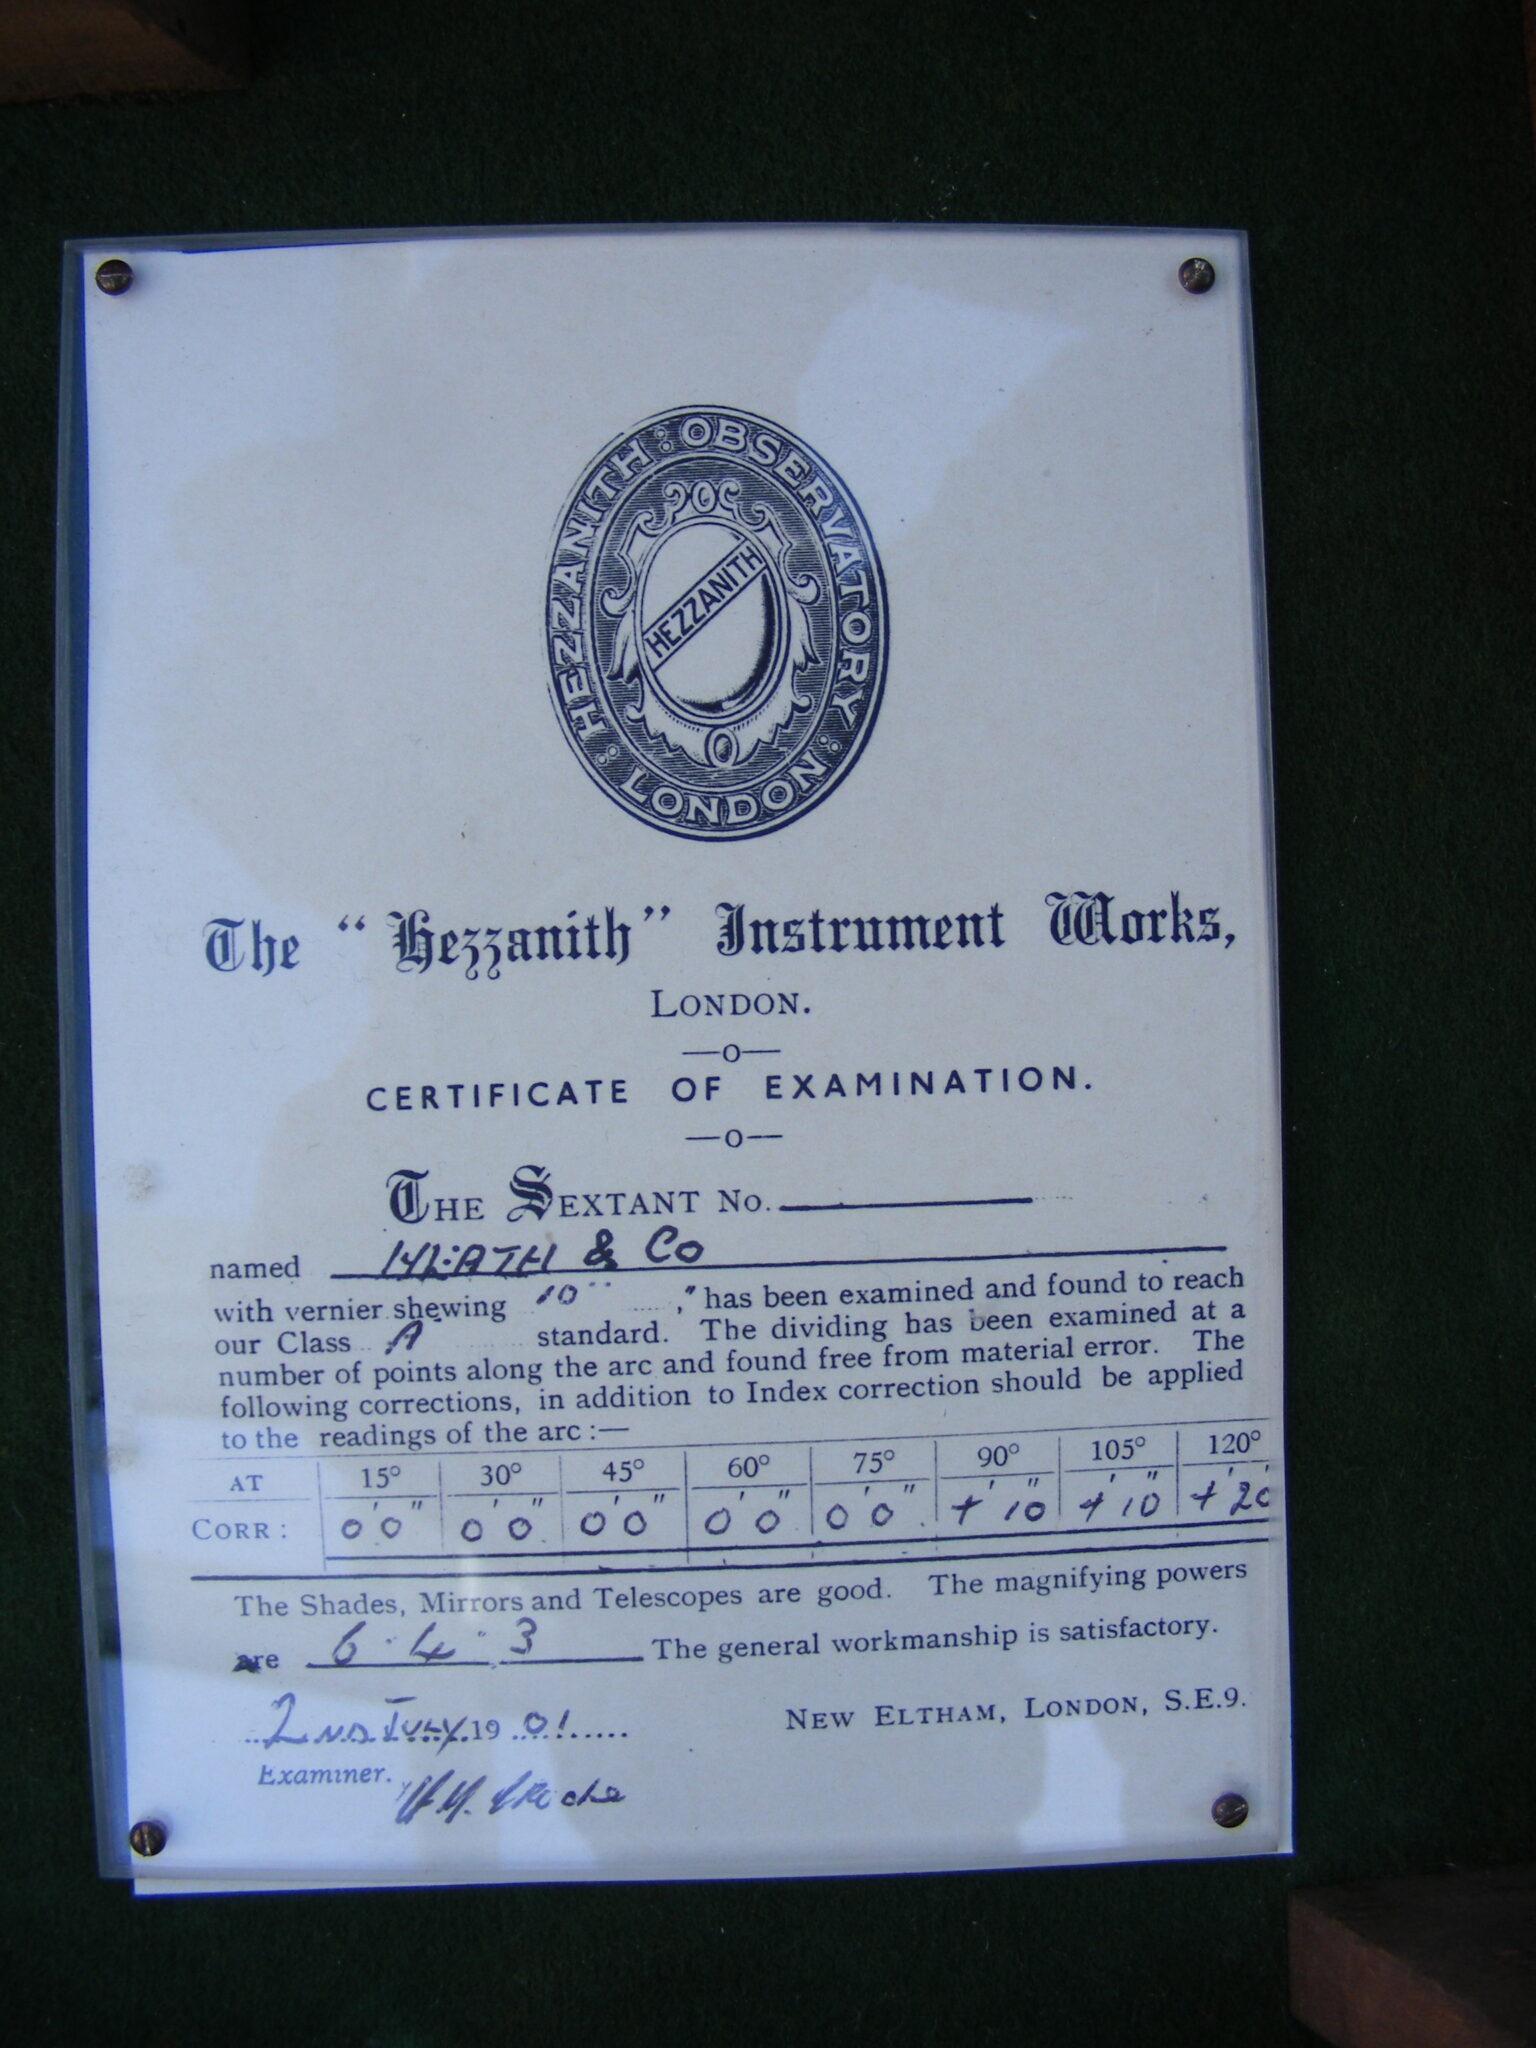 HEZZANITH : OBSERVATORY : LONDON :
HEZZANITH
The "Hezzanith" Instrument Works,
LONDON.
—o—
CERTIFICATE OF EXAMINATION.
—o—
THE SEXTANT No.
named & Co
with vernier shewing 10" ," has been examined and found to reach
our Class A standard. The dividing has been examined at a
number of points along the arc and found free from material error. The
following corrections, in addition to Index correction should be applied
to the readings of the arc :—
AT 15° 30° 45° 60° 75° 90° 105° 120°
' " ' " ' " ' " ' " ' " ' " ' '
CORR : 0 0 0 0 0 0 0 0 0 0 + 10 + 10 + 20
The Shades, Mirrors and Telescopes are good. The magnifying powers
are 6 · 4 · 3 The general workmanship is satisfactory.
2ND JULY 19 01 NEW ELTHAM, LONDON, S.E.9.
Examiner.